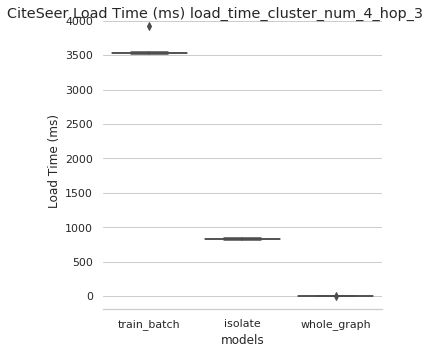 CiteSeer Load Time (ms) load_time_cluster_num_4_hop_3
4000
3500
3000
2500
2000
1500
1000
500
0
Load Time (ms)
train_batch isolate whole_graph
models